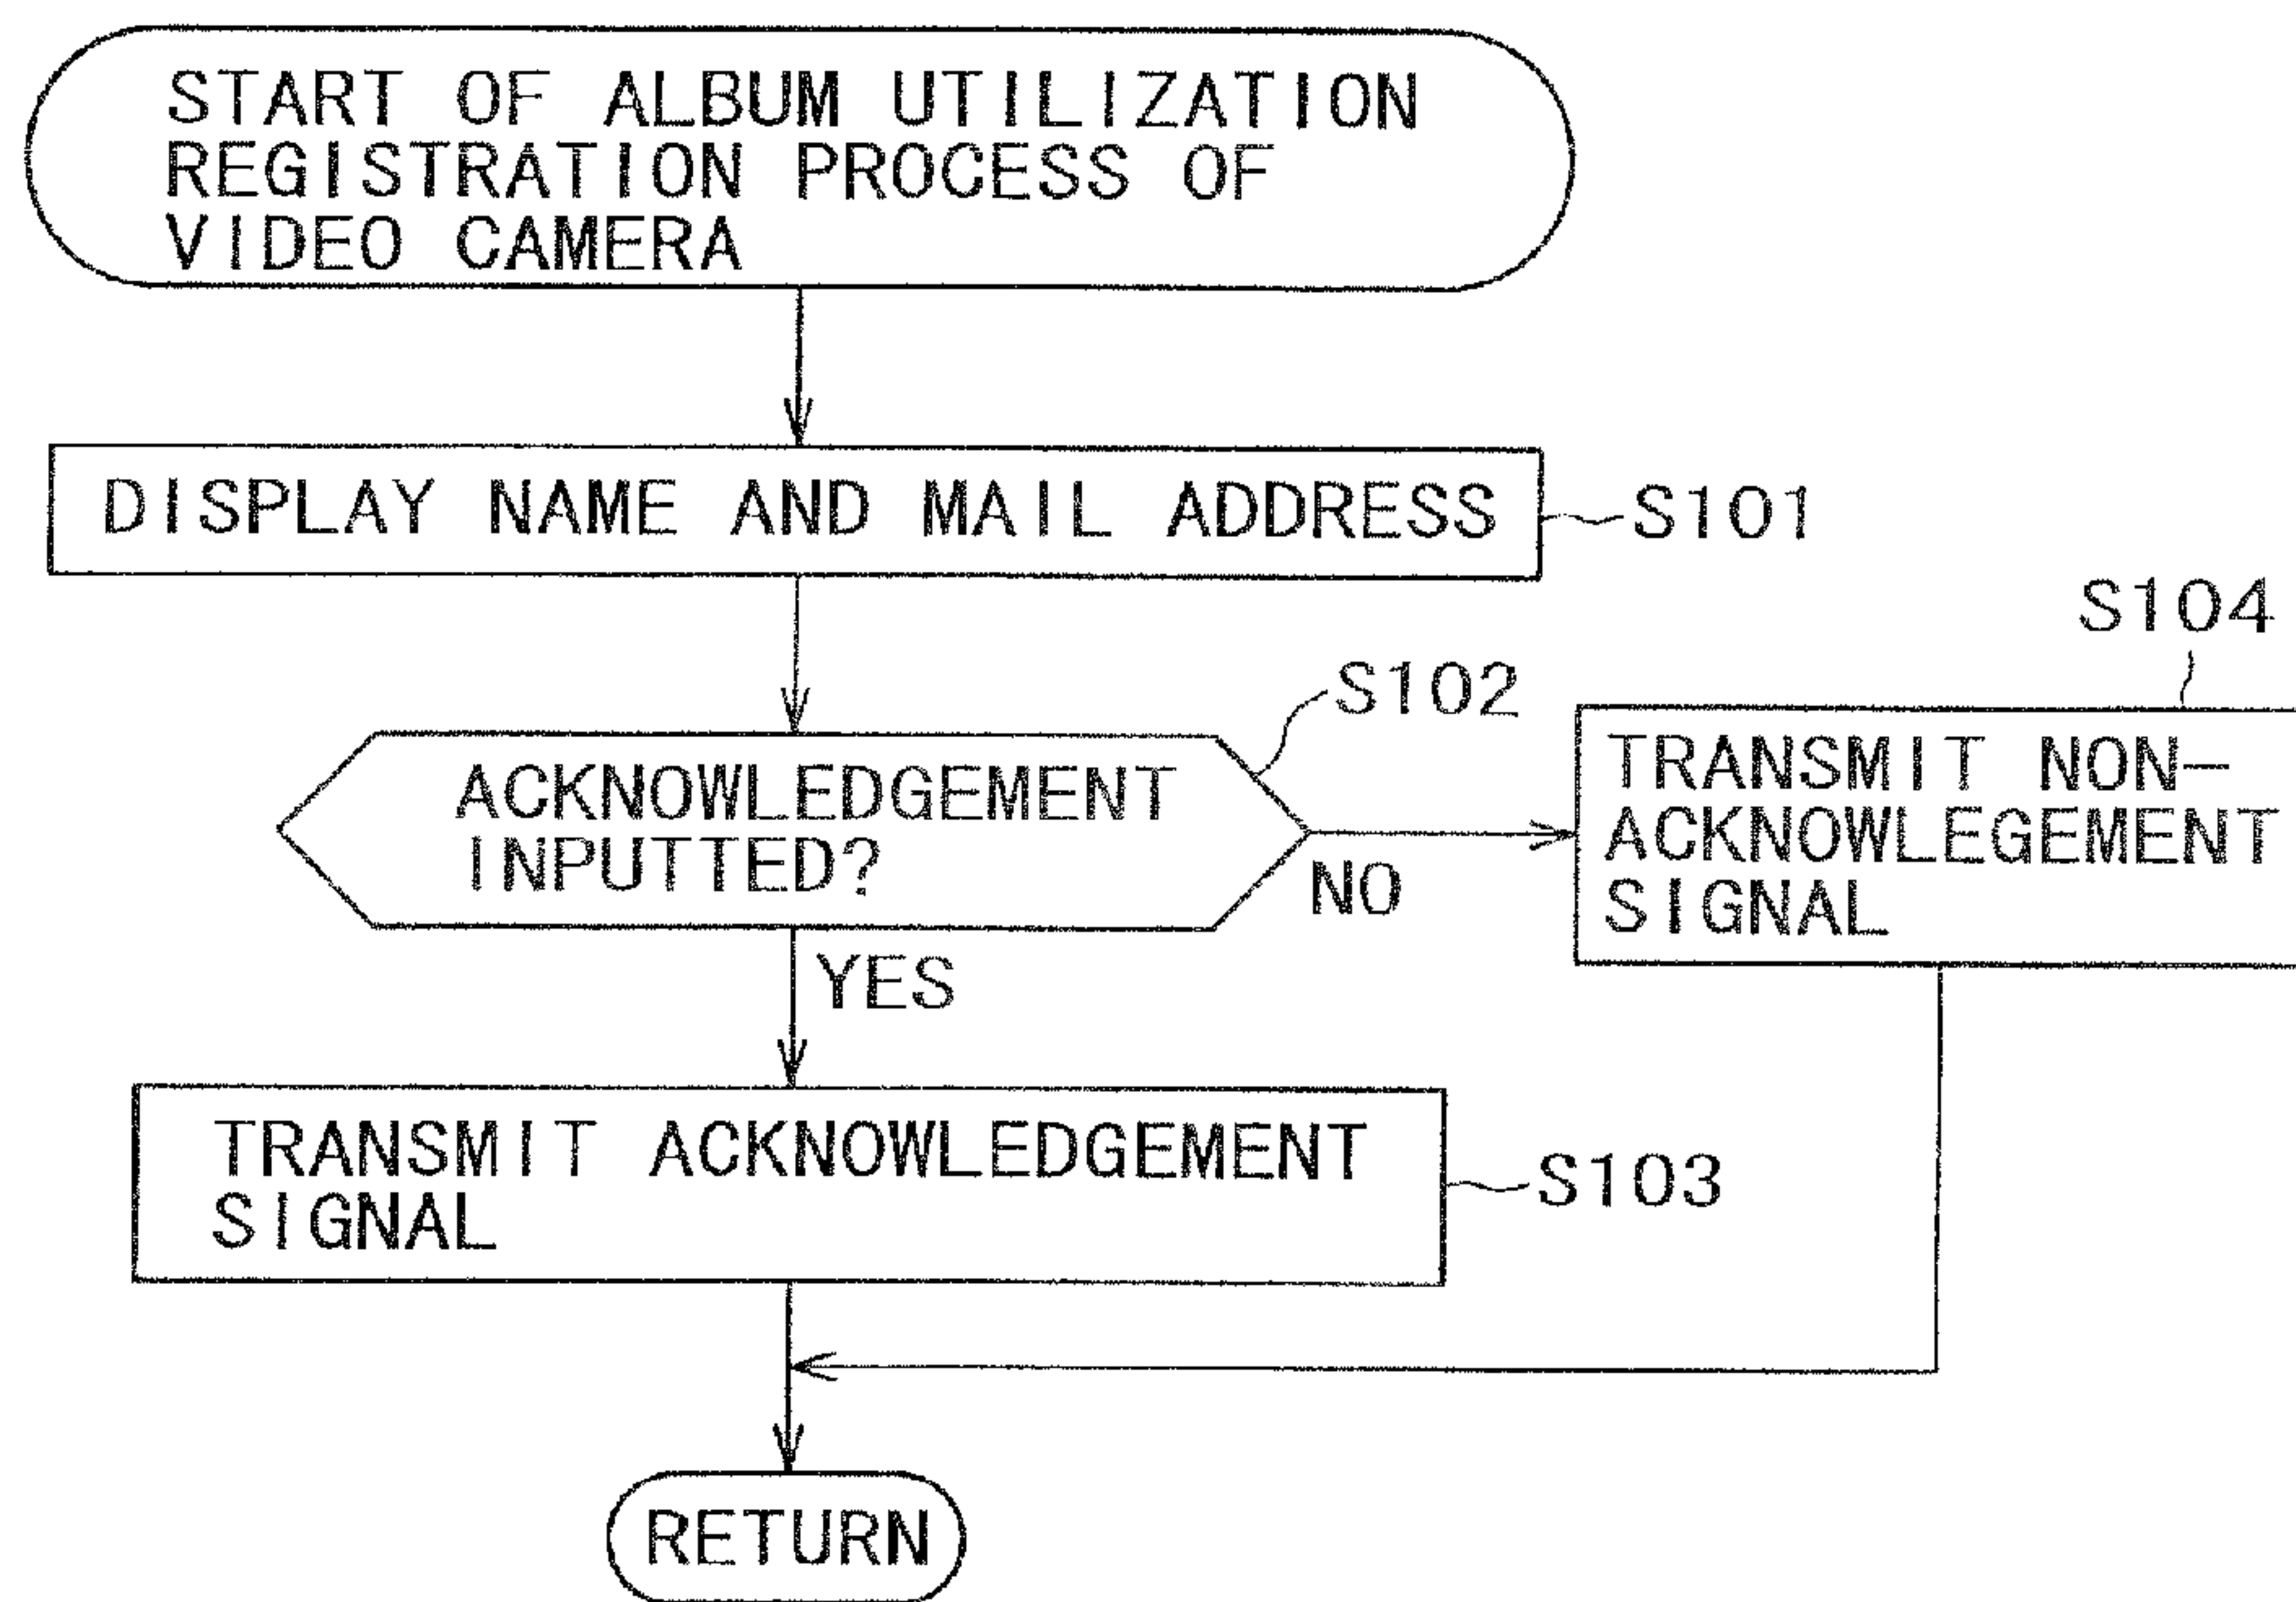 START OF ALBUM UTILIZATION
REGISTRATION PROCESS OF
VIDEO CAMERA
DISPLAY NAME AND MAIL ADDRESS
S101
S104
S102
ACKNOWLEDGEMENT
INPUTTED?
NO
TRANSMIT NON-
ACKNOWLEGEMENT
SIGNAL
YES
TRANSMIT ACKNOWLEDGEMENT
SIGNAL
S103
RETURN